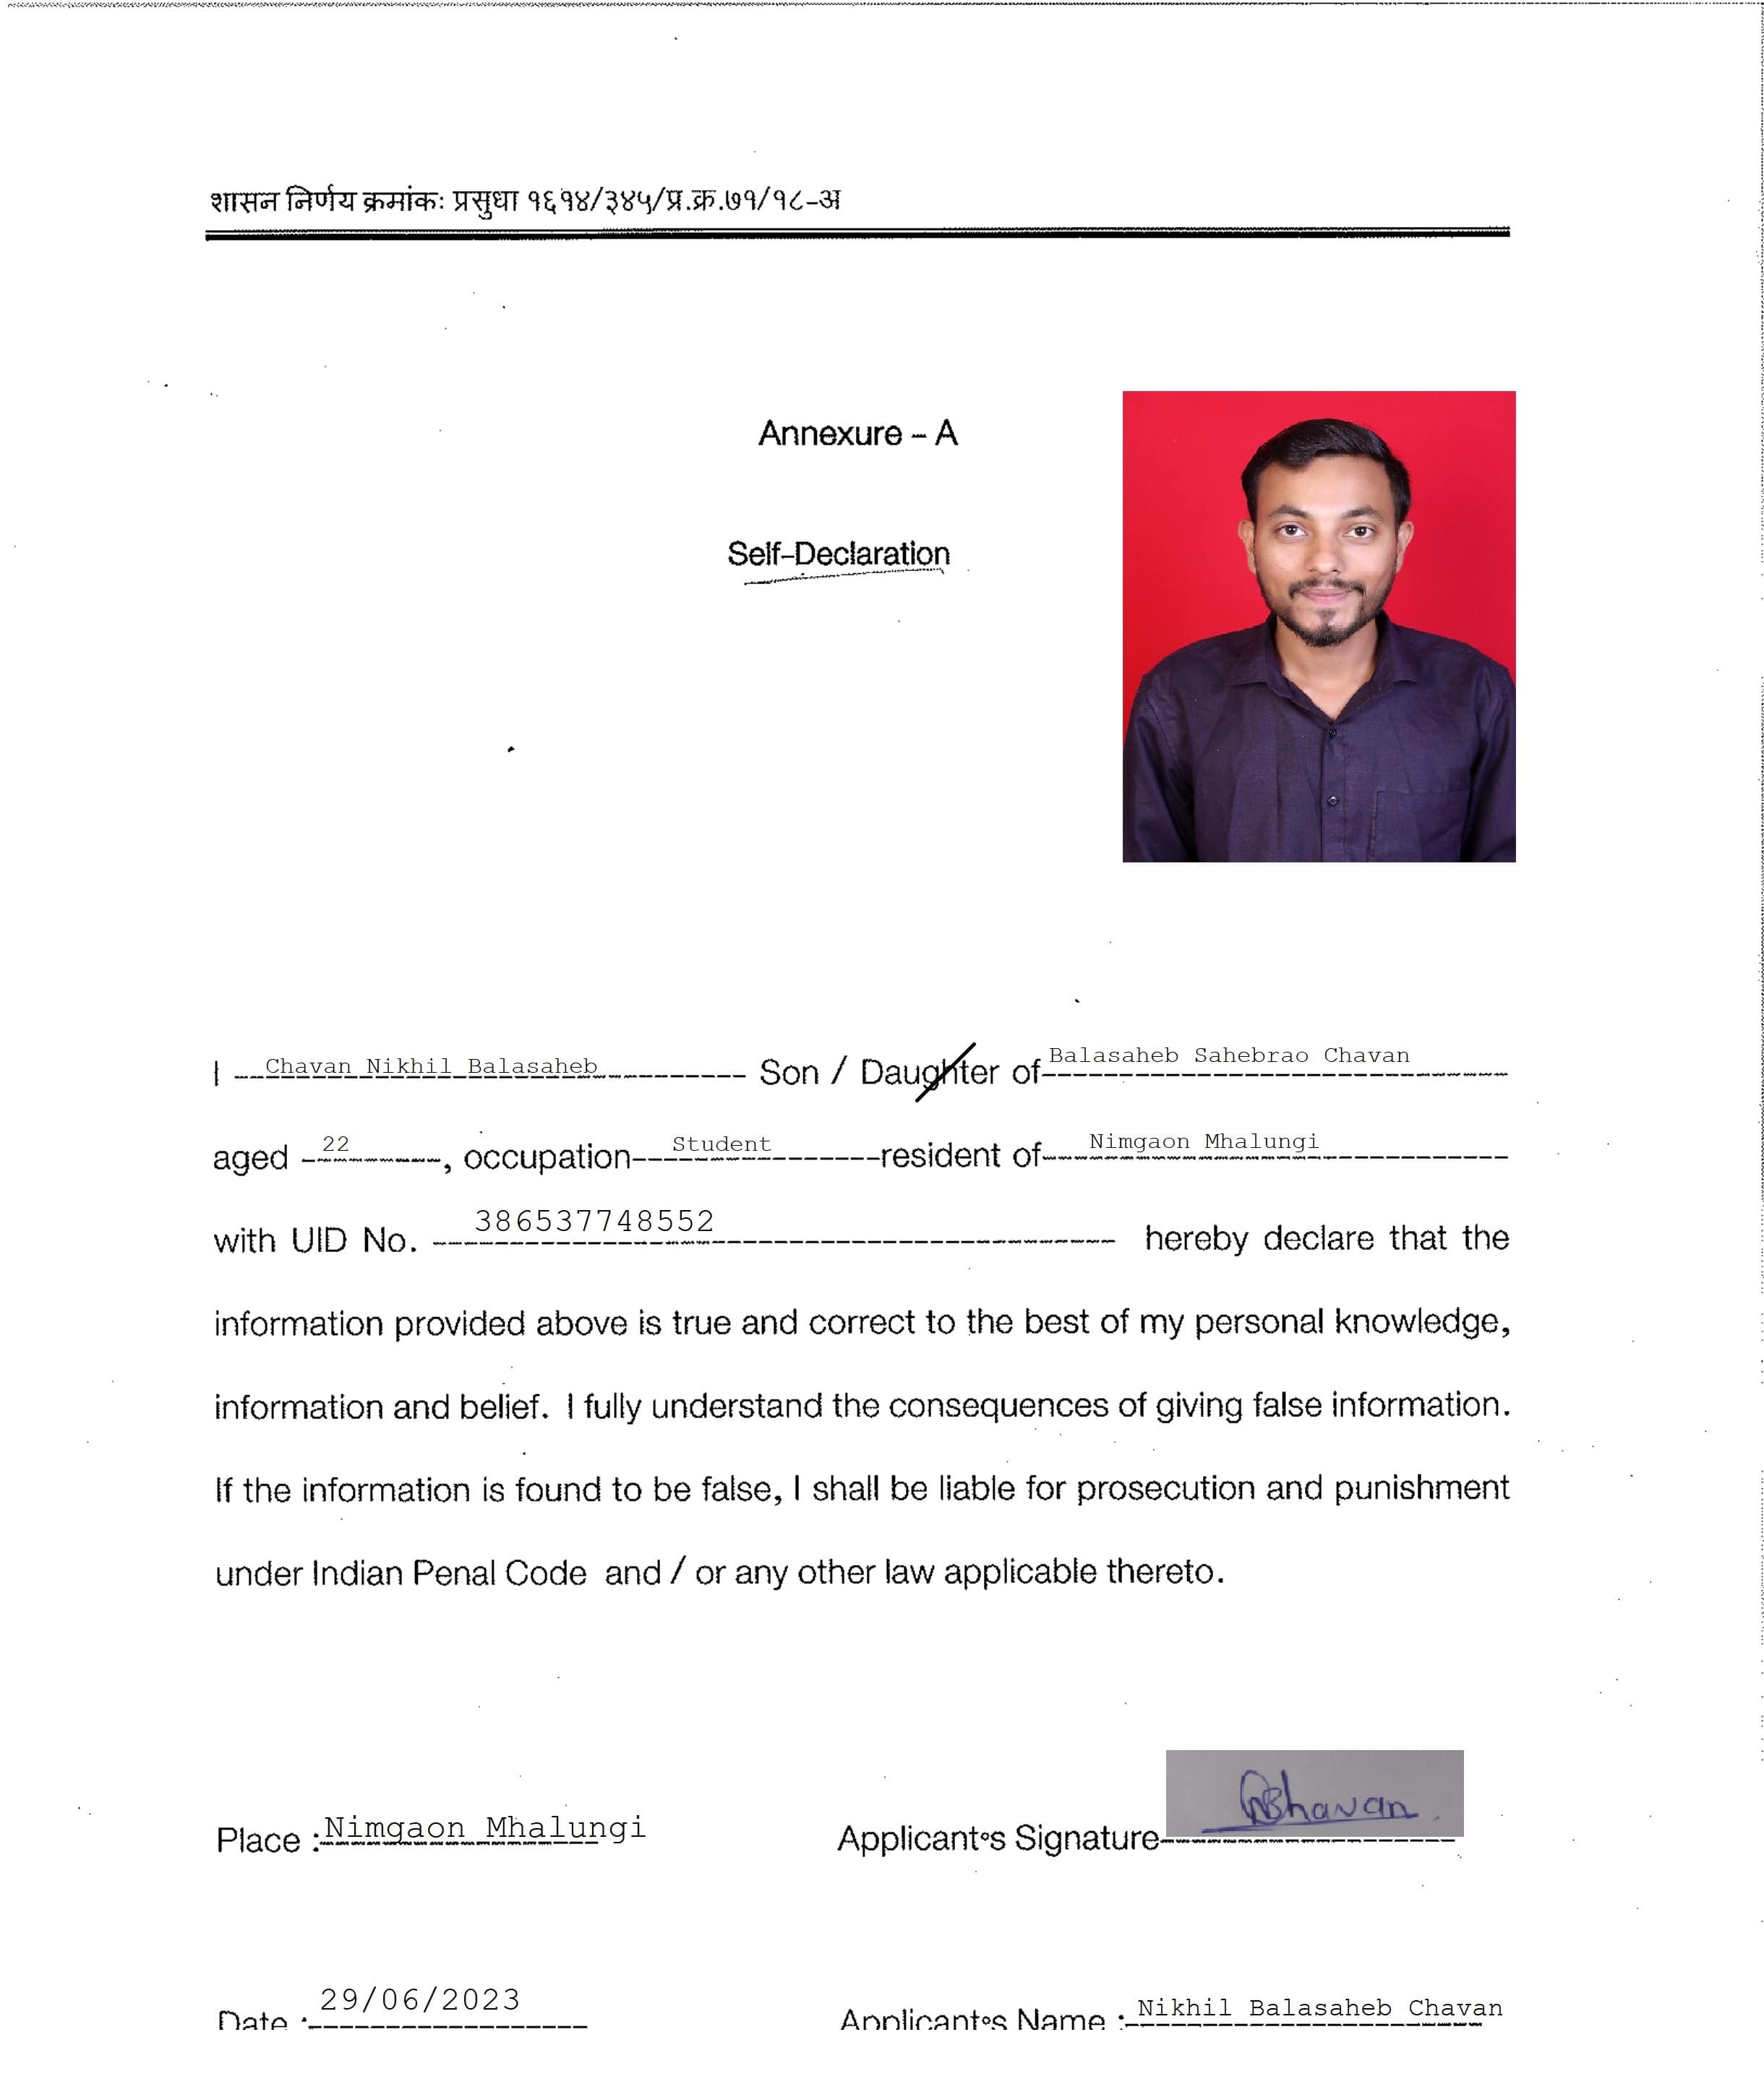 शासन निर्णय क्रमांकः प्रसुधा १६१४/३४५/प्र.क्र.७१/१८-अ
Annexure – A
Self-Declaration
I Chavan Nikhil Balasaheb Son / Daughter of Balasaheb Sahebrao Chavan
aged 22, occupation Student resident of Nimgaon Mhalungi
with UID No. 386537748552 hereby declare that the
information provided above is true and correct to the best of my personal knowledge,
information and belief. I fully understand the consequences of giving false information.
If the information is found to be false, I shall be liable for prosecution and punishment
under Indian Penal Code and / or any other law applicable thereto.
Place : Nimgaon Mhalungi Applicant's Signature NBhavan
Date : 29/06/2023 Applicant's Name : Nikhil Balasaheb Chavan